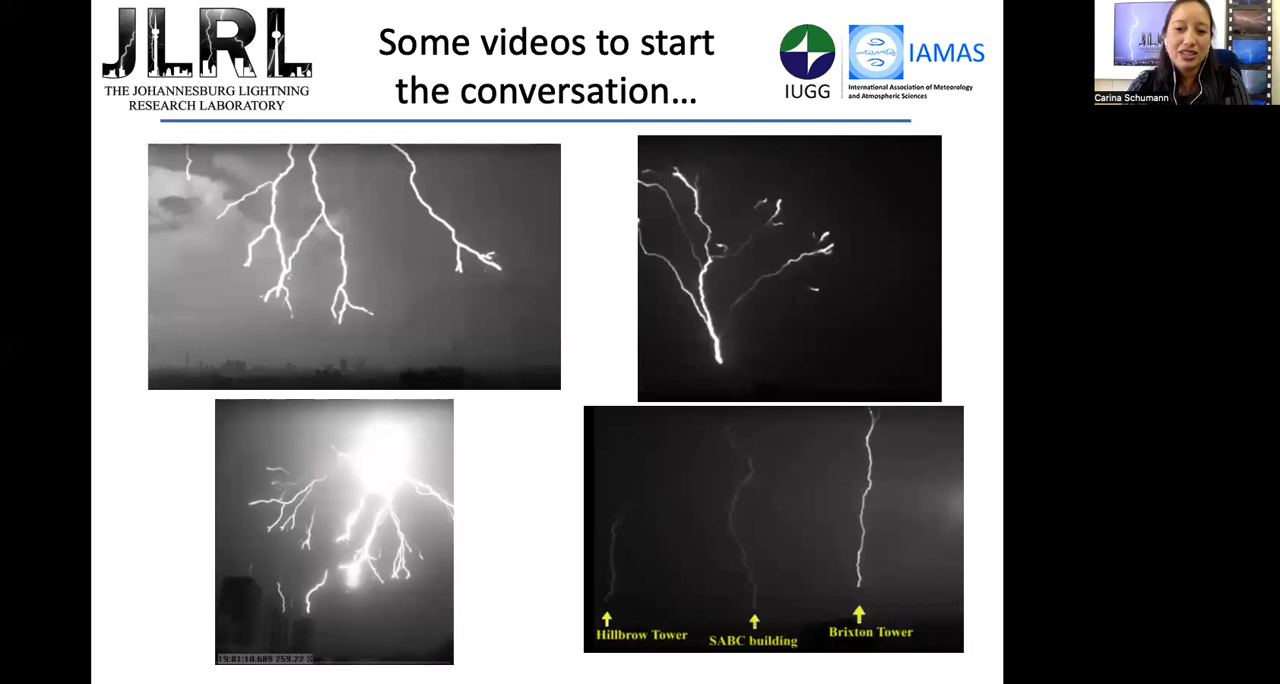 JLRL
THE JOHANNESBURG LIGHTNING
RESEARCH LABORATORY
Some videos to start
the conversation...
IUGG
IAMAS
International Association of Meteorology
and Atmospheric Sciences
Carina Schumann
Hillbrow Tower
SABC building
Brixton Tower